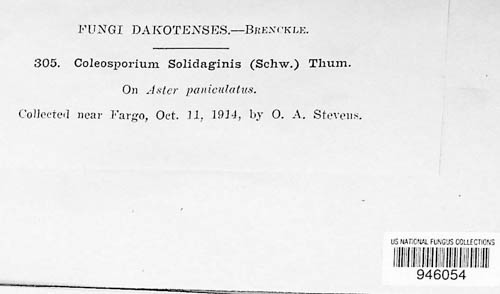 FUNGI DAKOTENSES.—BRENCKLE.
305. Coleosporium Solidaginis (Schw.) Thum.
On Aster paniculatus.
Collected near Fargo, Oct. 11, 1914, by O. A. Stevens.
US NATIONAL FUNGUS COLLECTIONS
946054